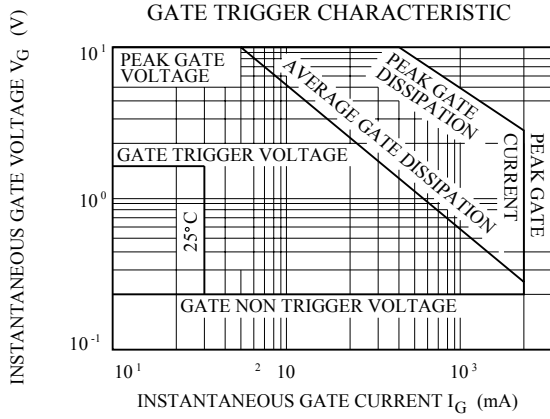 GATE TRIGGER CHARACTERISTIC
INSTANTANEOUS GATE VOLTAGE VG (V)
10 1
PEAK GATE
VOLTAGE
AVERAGE GATE DISSIPATION
PEAK GATE
DISSIPATION
GATE TRIGGER VOLTAGE
PEAK GATE
CURRENT
10 0
25°C
GATE NON TRIGGER VOLTAGE
10 -1
10 1
2 10
10 3
INSTANTANEOUS GATE CURRENT IG (mA)